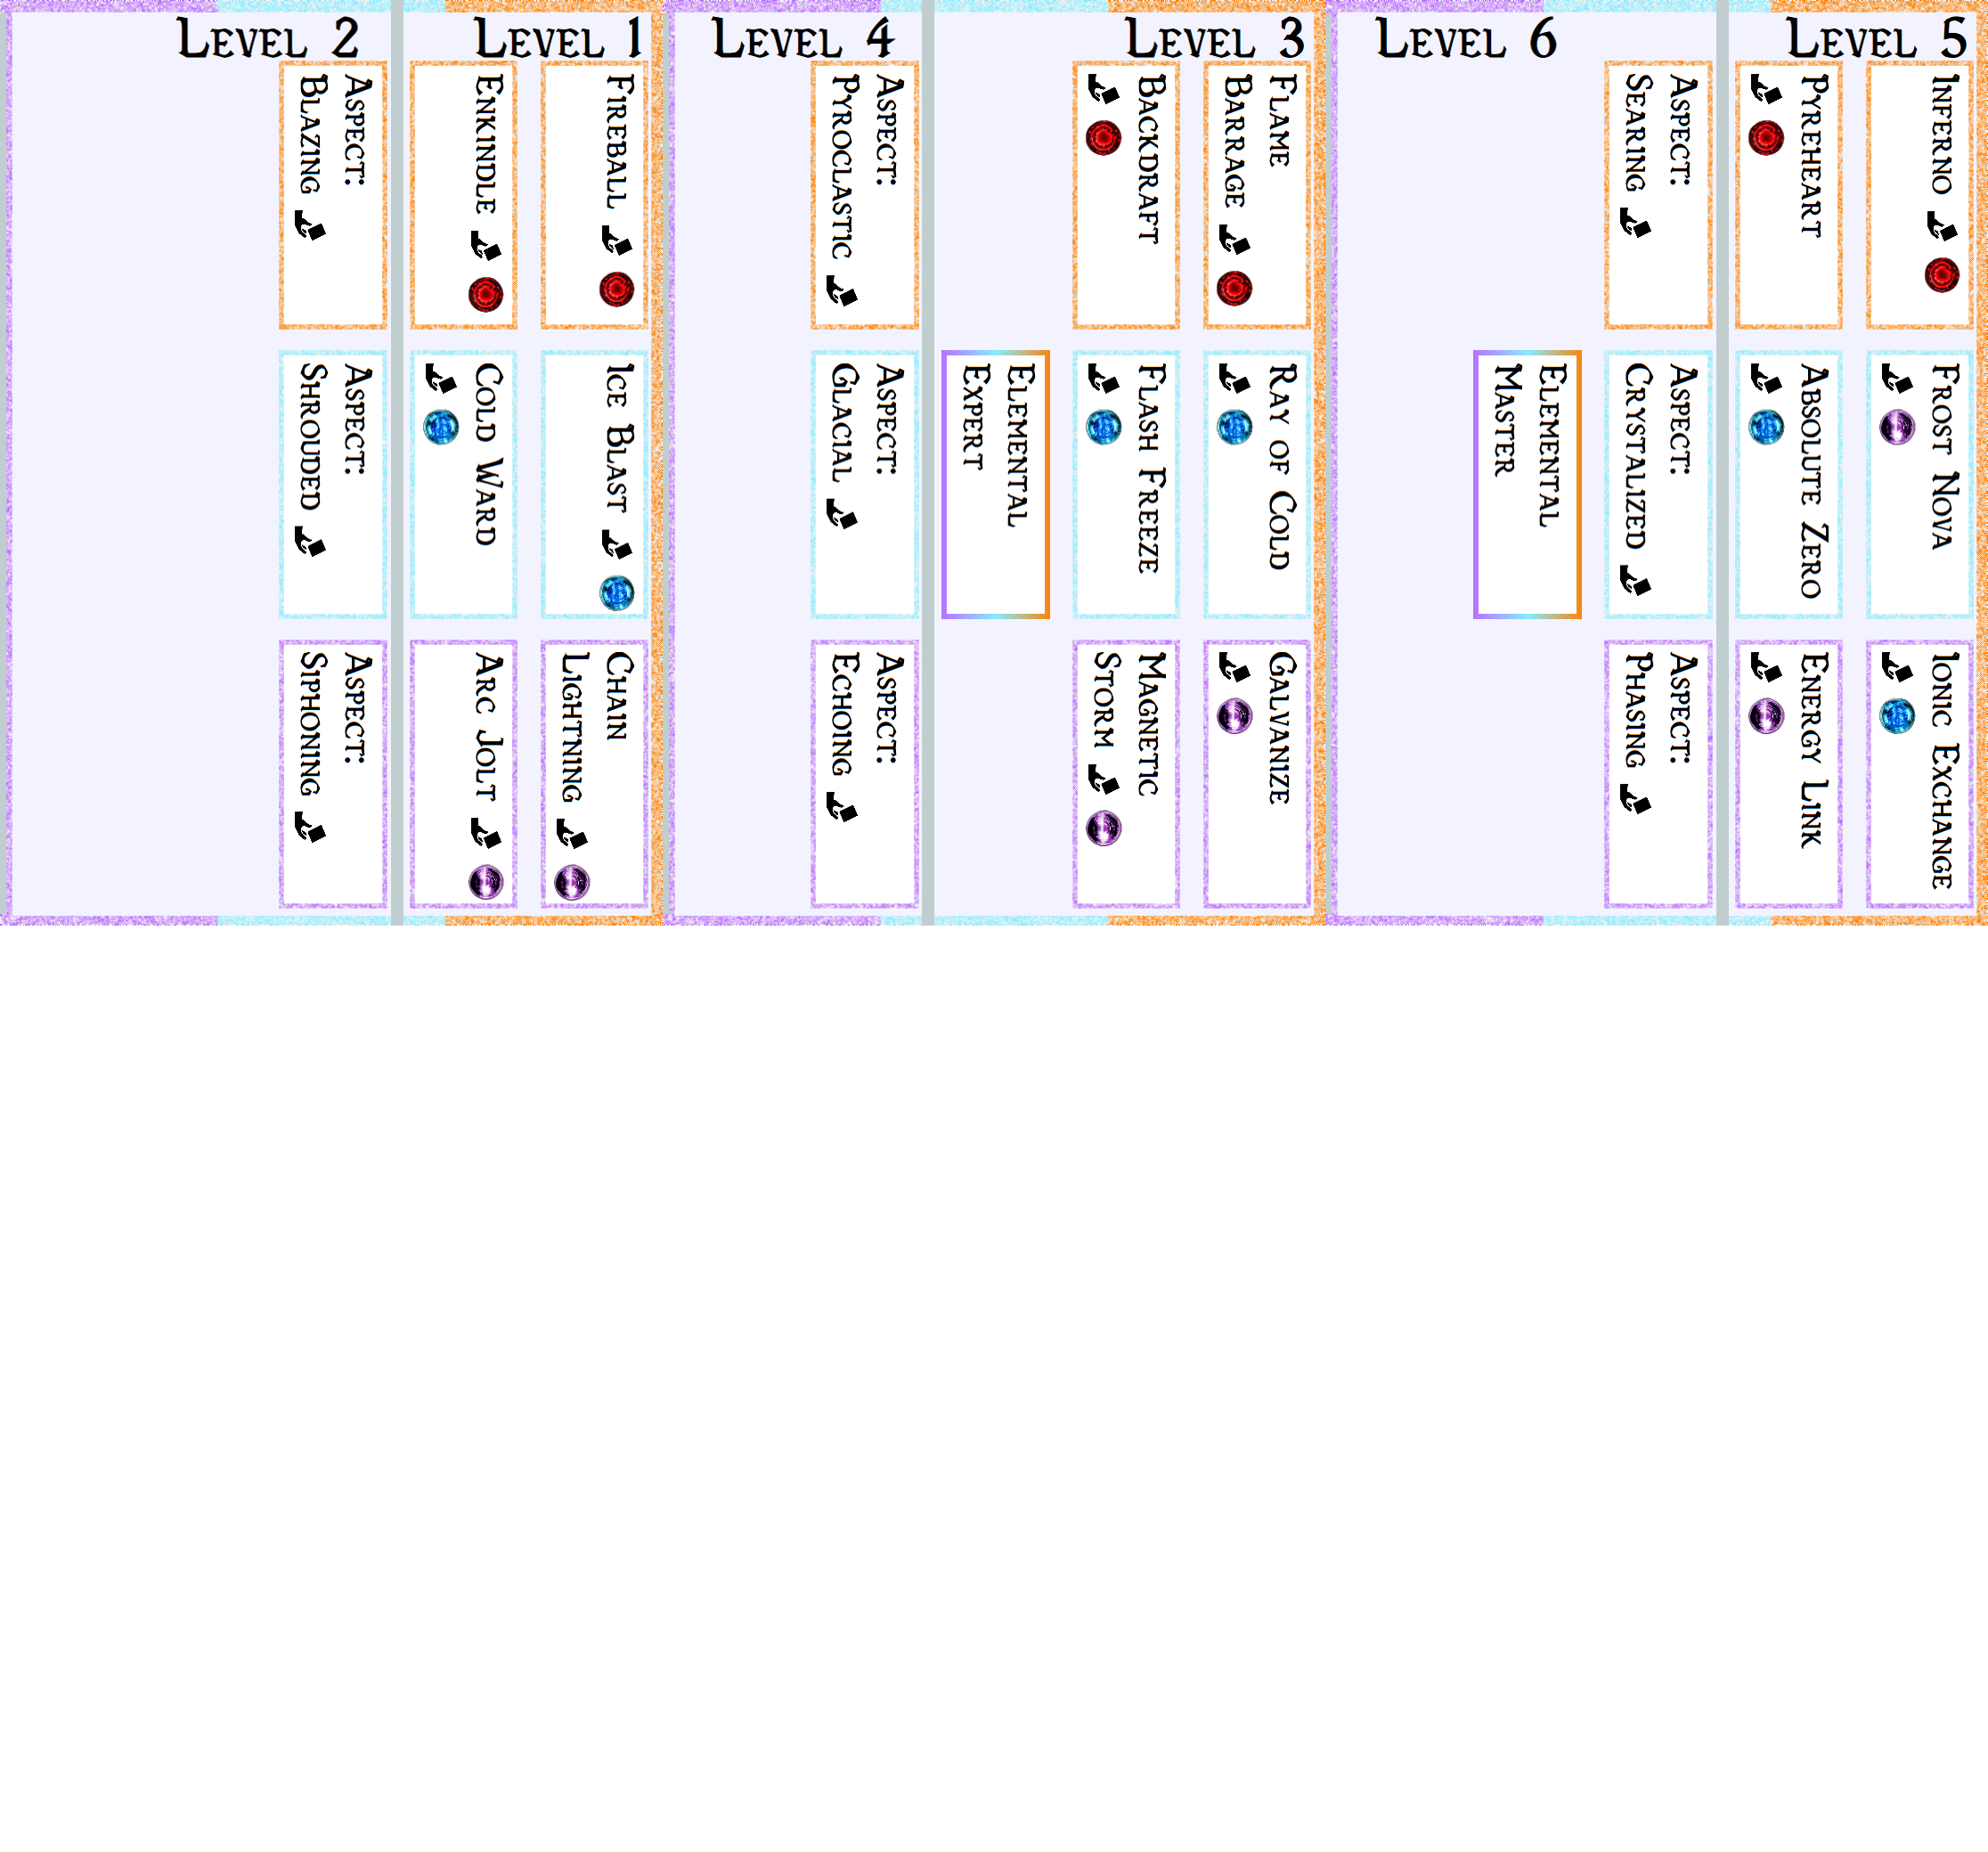 Level 2
Aspect:
Blazing
Aspect:
Shrouded
Aspect:
Siphoning
Level 1
Fireball
Enkindle
Ice Blast
Cold Ward
Chain
Lightning
Arc Jolt
Level 4
Aspect:
Pyroclastic
Aspect:
Glacial
Aspect:
Echoing
Level 3
Flame
Barrage
Backdraft
Ray of Cold
Flash Freeze
Elemental
Expert
Galvanize
Magnetic
Storm
Level 6
Aspect:
Searing
Aspect:
Crystalized
Elemental
Master
Aspect:
Phasing
Level 5
Inferno
Pyreheart
Frost Nova
Absolute Zero
Ionic Exchange
Energy Link